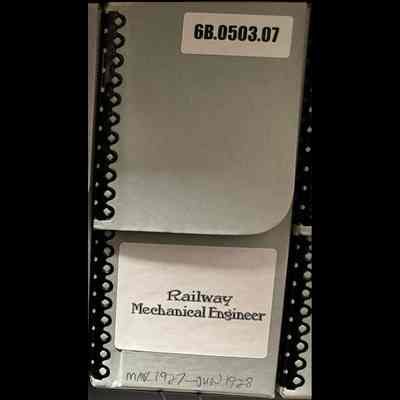 6B.0503.07
Railway
Mechanical Engineer
MAR 1927-JUN 1928